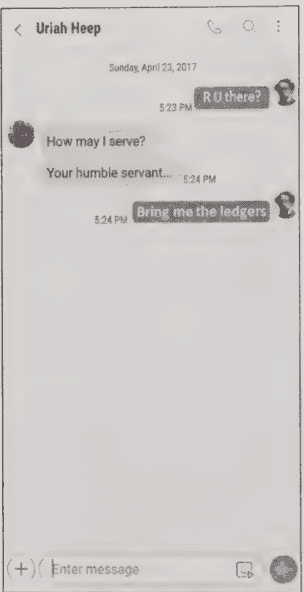 Uriah Heep
Sunday, April 23, 2017
R U there?
5:23 PM
How may I serve?
Your humble servant...
5:24 PM
Bring me the ledgers
5:24 PM
Enter message